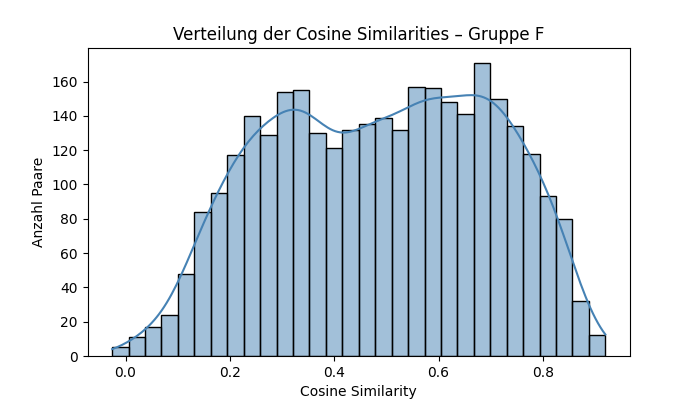 Verteilung der Cosine Similarities – Gruppe F
Anzahl Paare
160
140
120
100
80
60
40
20
0
0.0 0.2 0.4 0.6 0.8
Cosine Similarity